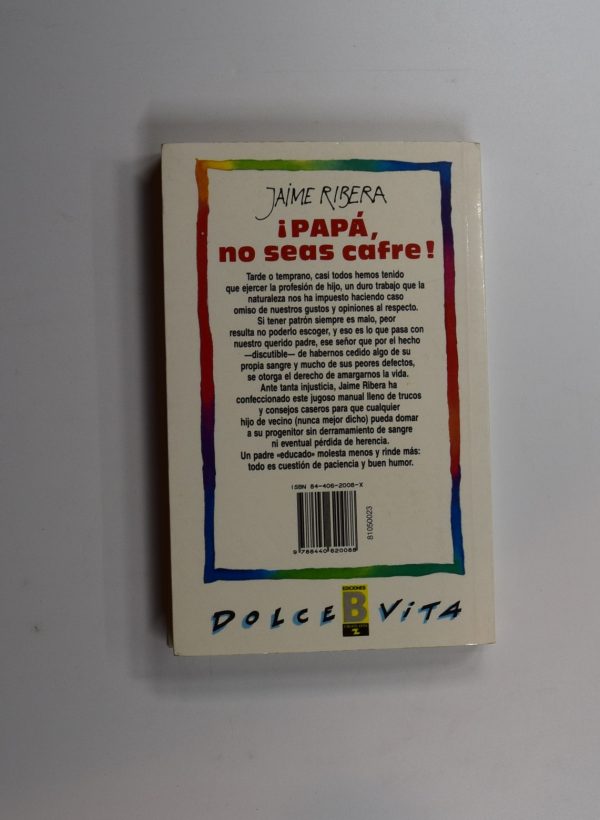 JAIME RIBERA
¡PAPÁ,
no seas cafre!
Tarde o temprano, casi todos hemos tenido
que ejercer la profesión de hijo, un duro trabajo que la
naturaleza nos ha impuesto haciendo caso
omiso de nuestros gustos y opiniones al respecto.
Si tener patrón siempre es malo, peor
resulta no poderlo escoger, y eso es lo que pasa con
nuestro querido padre, ese señor que por el hecho
—discutible— de habernos cedido algo de su
propia sangre y mucho de sus peores defectos,
se otorga el derecho de amargarnos la vida.
Ante tanta injusticia, Jaime Ribera ha
confeccionado este jugoso manual lleno de trucos
y consejos caseros para que cualquier
hijo de vecino (nunca mejor dicho) pueda domar
a su progenitor sin derramamiento de sangre
ni eventual pérdida de herencia.
Un padre «educado» molesta menos y rinde más:
todo es cuestión de paciencia y buen humor.
ISBN 84-406-2008-X
9 788440 620088
81050023
DOLCE VITA
EDICIONES
B
GRUPO ZETA
Z